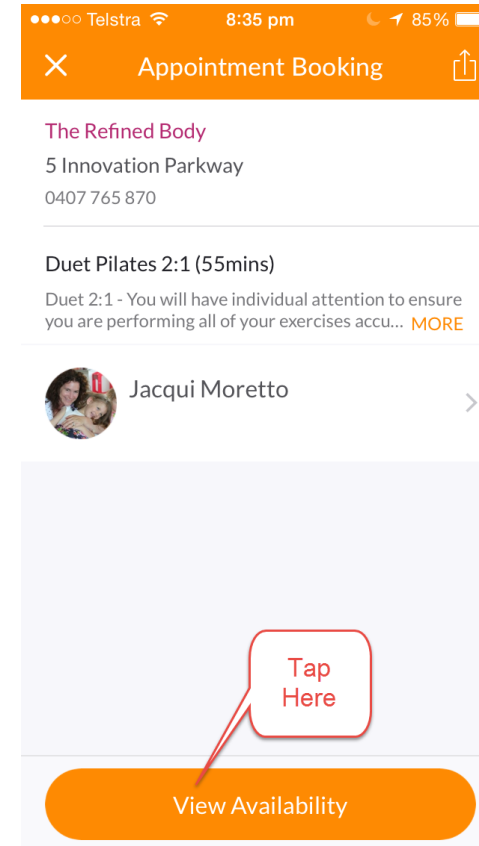 Telstra 8:35 pm 85%
Appointment Booking
The Refined Body
5 Innovation Parkway
0407 765 870
Duet Pilates 2:1 (55mins)
Duet 2:1 - You will have individual attention to ensure
you are performing all of your exercises accu... MORE
Jacqui Moretto
Tap
Here
View Availability